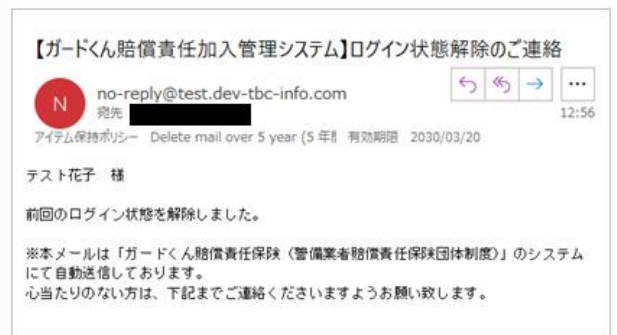 【ガードくん賠償責任加入管理システム】ログイン状態解除のご連絡
N
no-reply@test.dev-tbc-info.com
宛先
12:56
アイテム保持ポリシー Delete mail over 5 year (5 年 有効期限 2030/03/20
テスト花子 様
前回のログイン状態を解除しました。
※本メールは「ガードくん賠償責任保険(警備業者賠償責任保険団体制度)」のシステム
にて自動送信しております。
心当たりのない方は、下記までご連絡くださいますようお願い致します。